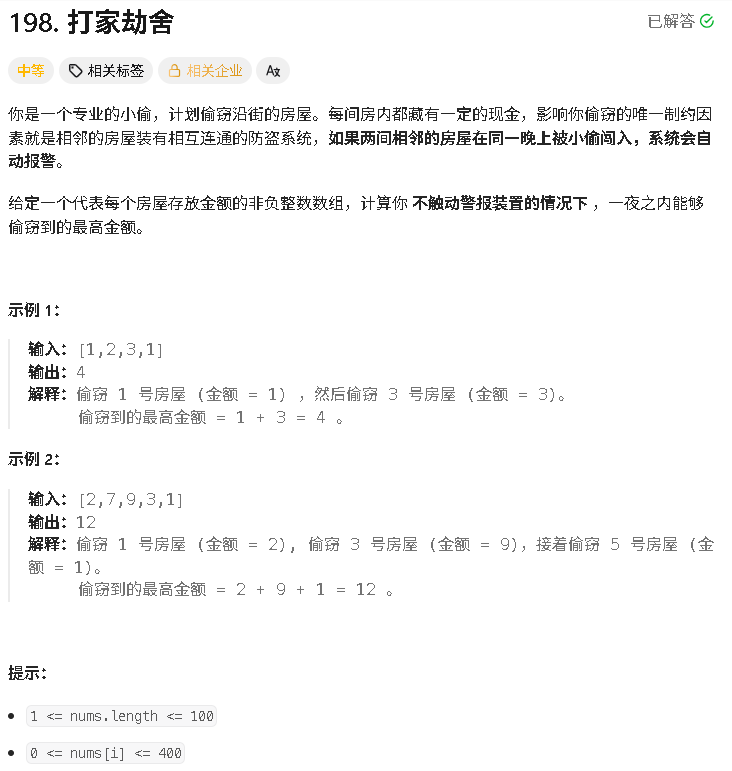 198. 打家劫舍
已解答
中等
相关标签
相关企业
你是一个专业的小偷，计划偷窃沿街的房屋。每间房内都藏有一定的现金，影响你偷窃的唯一制约因
素就是相邻的房屋装有相互连通的防盗系统，如果两间相邻的房屋在同一晚上被小偷闯入，系统会自
动报警。
给定一个代表每个房屋存放金额的非负整数数组，计算你 不触动警报装置的情况下 ，一夜之内能够
偷窃到的最高金额。
示例 1：
输入：[1,2,3,1]
输出：4
解释：偷窃 1 号房屋 (金额 = 1) ，然后偷窃 3 号房屋 (金额 = 3)。
偷窃到的最高金额 = 1 + 3 = 4 。
示例 2：
输入：[2,7,9,3,1]
输出：12
解释：偷窃 1 号房屋 (金额 = 2), 偷窃 3 号房屋 (金额 = 9)，接着偷窃 5 号房屋 (金
额 = 1)。
偷窃到的最高金额 = 2 + 9 + 1 = 12 。
提示：
1 <= nums.length <= 100
0 <= nums[i] <= 400